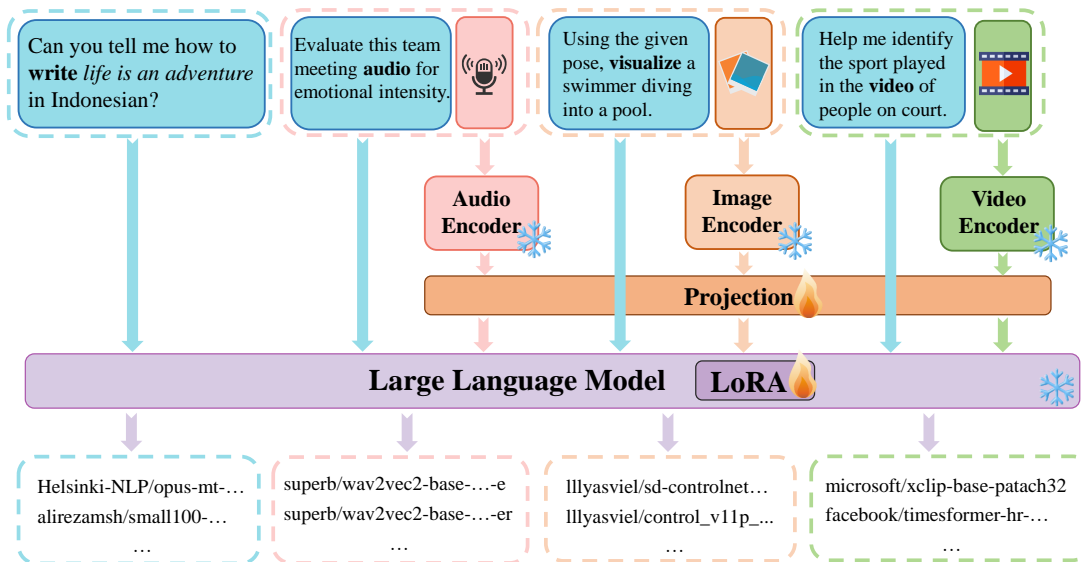 Can you tell me how to
write life is an adventure
in Indonesian?
Evaluate this team
meeting audio for
emotional intensity.
Using the given
pose, visualize a
swimmer diving
into a pool.
Help me identify
the sport played
in the video of
people on court.
Audio
Encoder
Image
Encoder
Video
Encoder
Projection
Large Language Model
LoRA
Helsinki-NLP/opus-mt-…
alirezamsh/small100-…
…
superb/wav2vec2-base-…-e
superb/wav2vec2-base-…-er
…
lllyasviel/sd-controlnet…
lllyasviel/control_v11p_...
…
microsoft/xclip-base-patach32
facebook/timesformer-hr-…
…